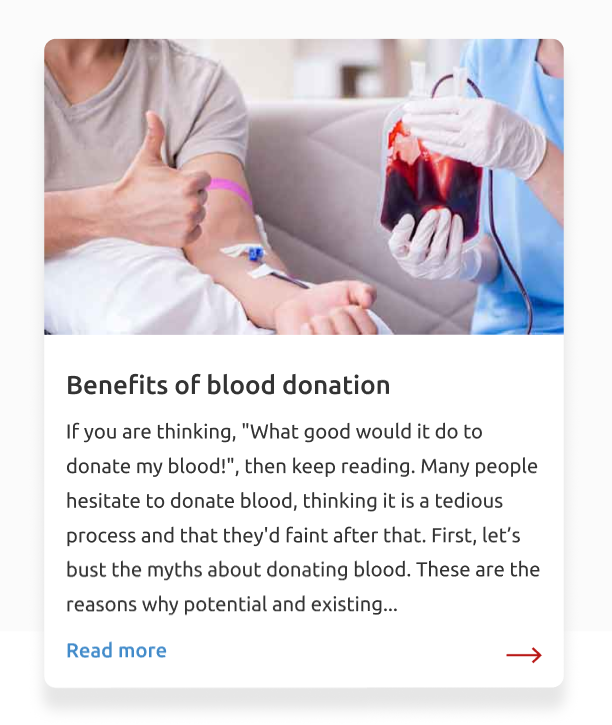 Benefits of blood donation
If you are thinking, "What good would it do to
donate my blood!", then keep reading. Many people
hesitate to donate blood, thinking it is a tedious
process and that they'd faint after that. First, let’s
bust the myths about donating blood. These are the
reasons why potential and existing...
Read more